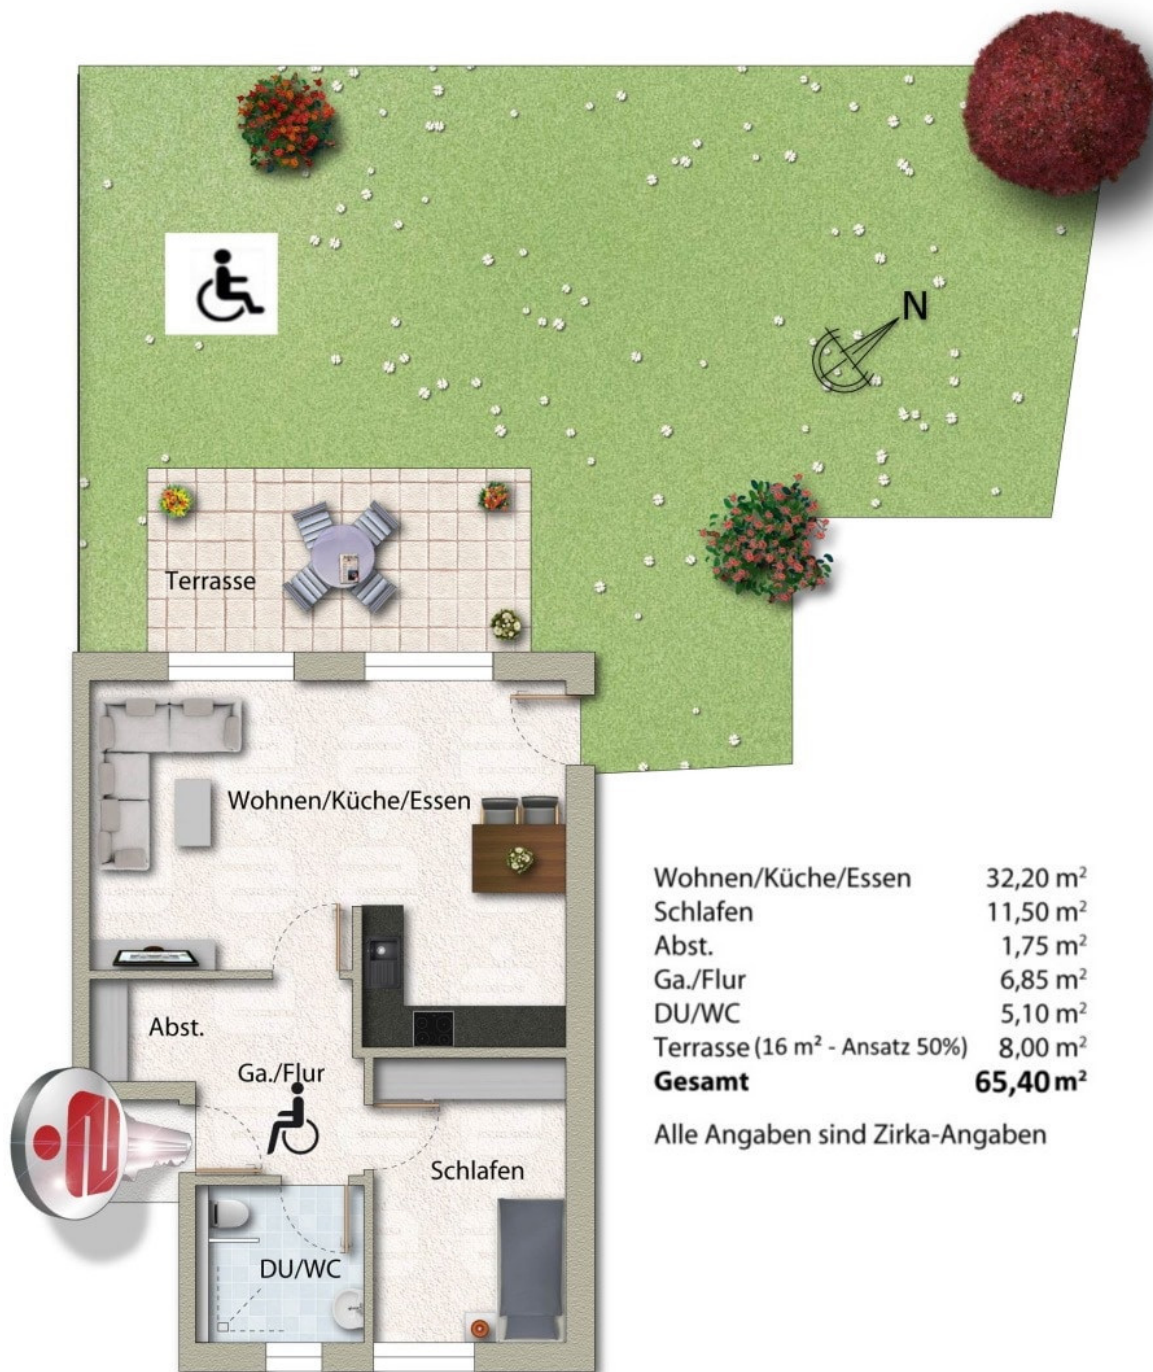 N
Terrasse
Wohnen/Küche/Essen
Abst.
Ga./Flur
Schlafen
DU/WC
Wohnen/Küche/Essen 32,20 m²
Schlafen 11,50 m²
Abst. 1,75 m²
Ga./Flur 6,85 m²
DU/WC 5,10 m²
Terrasse (16 m² - Ansatz 50%) 8,00 m²
Gesamt 65,40 m²
Alle Angaben sind Zirka-Angaben